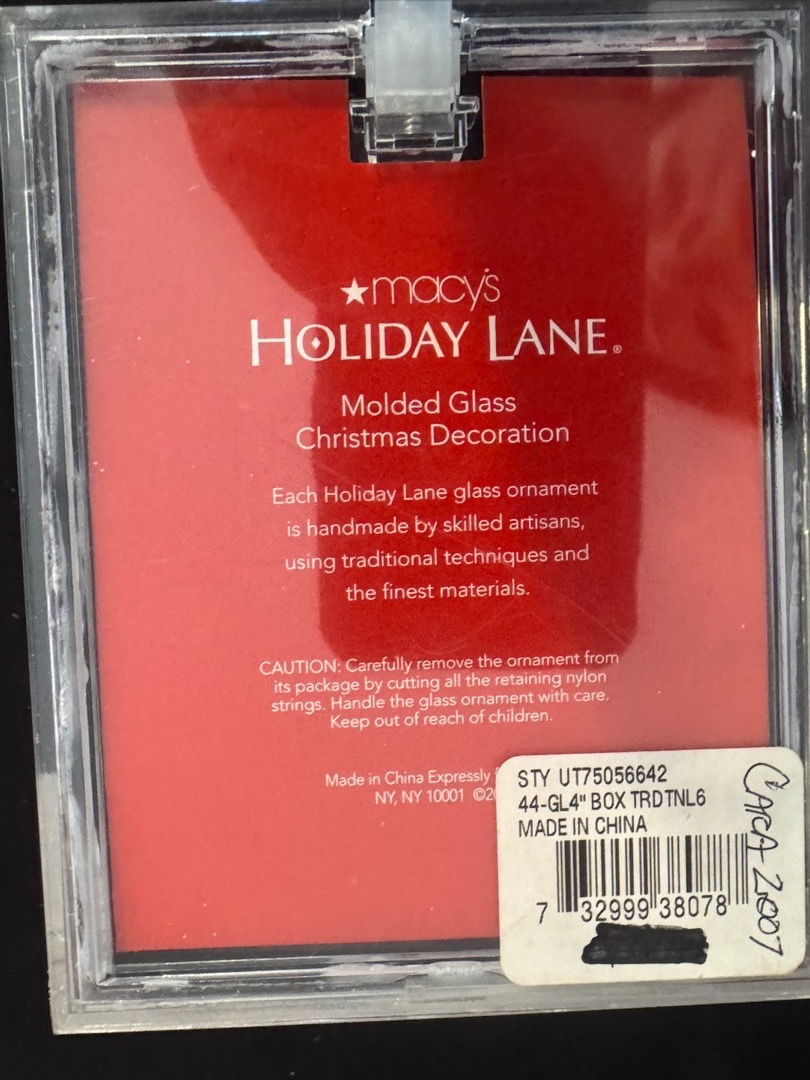 macy's
HOLIDAY LANE®
Molded Glass
Christmas Decoration
Each Holiday Lane glass ornament
is handmade by skilled artisans,
using traditional techniques and
the finest materials.
CAUTION: Carefully remove the ornament from
its package by cutting all the retaining nylon
strings. Handle the glass ornament with care.
Keep out of reach of children.
Made in China Expressly
NY, NY 10001 ©20
STY UT75056642
44-GL4" BOX TRDTNL6
MADE IN CHINA
7 32999 38078
CIRCA 2007